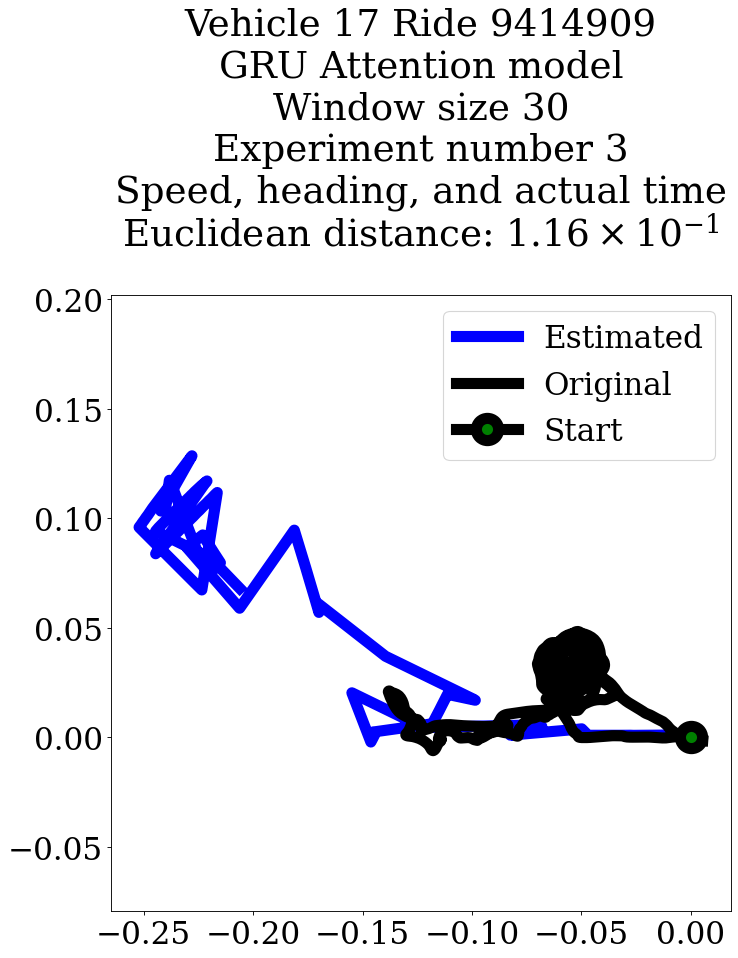 Vehicle 17 Ride 9414909
GRU Attention model
Window size 30
Experiment number 3
Speed, heading, and actual time
Euclidean distance: 1.16 × 10⁻¹
Estimated
Original
Start
0.20
0.15
0.10
0.05
0.00
−0.05
−0.25 −0.20 −0.15 −0.10 −0.05 0.00